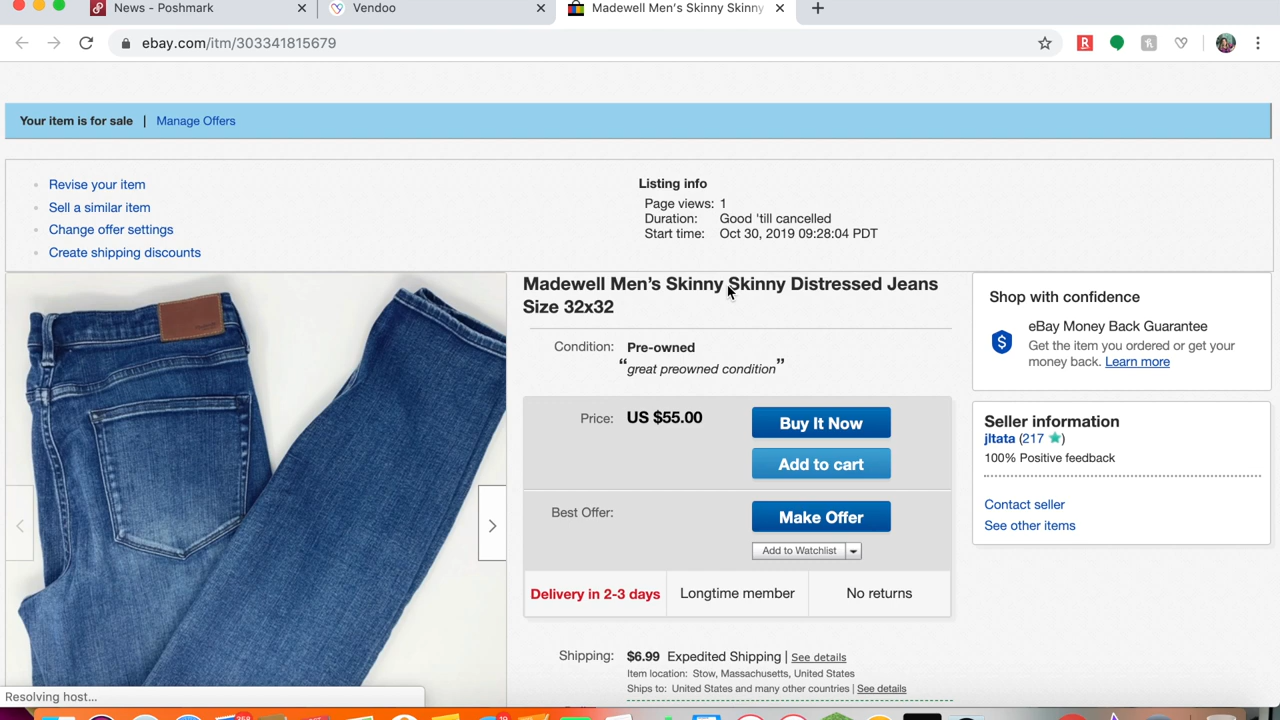 News - Poshmark
Vendoo
Madewell Men's Skinny Skinny
ebay.com/itm/303341815679
Your item is for sale | Manage Offers
Revise your item
Sell a similar item
Change offer settings
Create shipping discounts
Listing info
Page views: 1
Duration: Good 'till cancelled
Start time: Oct 30, 2019 09:28:04 PDT
Madewell Men's Skinny Skinny Distressed Jeans
Size 32x32
Condition: Pre-owned
“great preowned condition”
Price: US $55.00
Buy It Now
Add to cart
Best Offer:
Make Offer
Add to Watchlist
Delivery in 2-3 days
Longtime member
No returns
Shipping: $6.99 Expedited Shipping | See details
Item location: Stow, Massachusetts, United States
Ships to: United States and many other countries | See details
Shop with confidence
eBay Money Back Guarantee
Get the item you ordered or get your
money back. Learn more
Seller information
jltata (217)
100% Positive feedback
Contact seller
See other items
Resolving host...